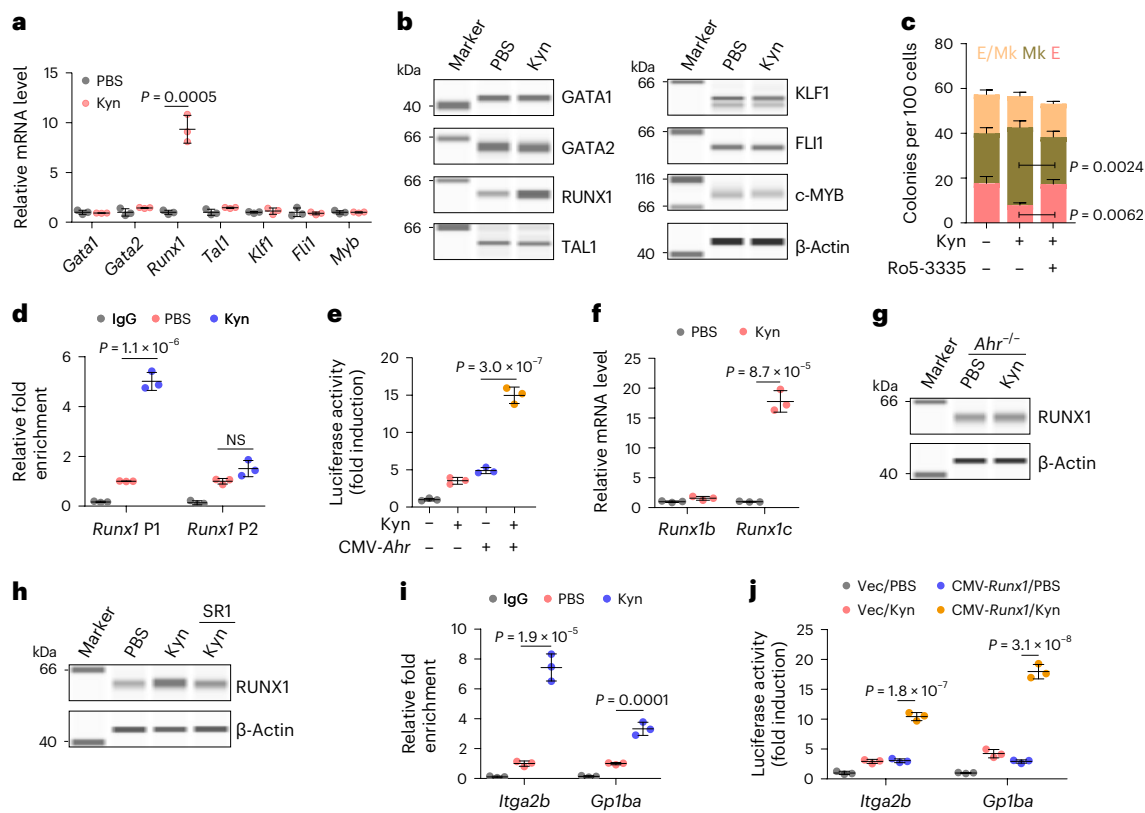 a
Relative mRNA level
15
10
5
0
PBS
Kyn
P = 0.0005
Gata1
Gata2
Runx1
Tal1
Klf1
Fli1
Myb
b
Marker
PBS
Kyn
kDa
40
GATA1
66
GATA2
66
RUNX1
66
TAL1
Marker
PBS
Kyn
kDa
66
KLF1
66
FLI1
116
66
c-MYB
40
β-Actin
c
Colonies per 100 cells
80
60
40
20
0
E/Mk Mk E
P = 0.0024
P = 0.0062
Kyn – + +
Ro5-3335 – – +
d
IgG PBS Kyn
Relative fold
enrichment
6
4
2
0
P = 1.1 × 10⁻⁶
NS
Runx1 P1
Runx1 P2
e
Luciferase activity
(fold induction)
20
15
10
5
0
P = 3.0 × 10⁻⁷
Kyn – + – +
CMV-Ahr – – + +
f
PBS Kyn
Relative mRNA level
25
20
15
10
5
0
P = 8.7 × 10⁻⁵
Runx1b
Runx1c
g
Ahr⁻/⁻
Marker
PBS
Kyn
kDa
66
RUNX1
40
β-Actin
h
SR1
Marker
PBS
Kyn
Kyn
kDa
66
RUNX1
40
β-Actin
i
IgG PBS Kyn
Relative fold
enrichment
10
8
6
4
2
0
P = 1.9 × 10⁻⁵
P = 0.0001
Itga2b
Gp1ba
j
Vec/PBS CMV-Runx1/PBS
Vec/Kyn CMV-Runx1/Kyn
Luciferase activity
(fold induction)
25
20
15
10
5
0
P = 1.8 × 10⁻⁷
P = 3.1 × 10⁻⁸
Itga2b
Gp1ba